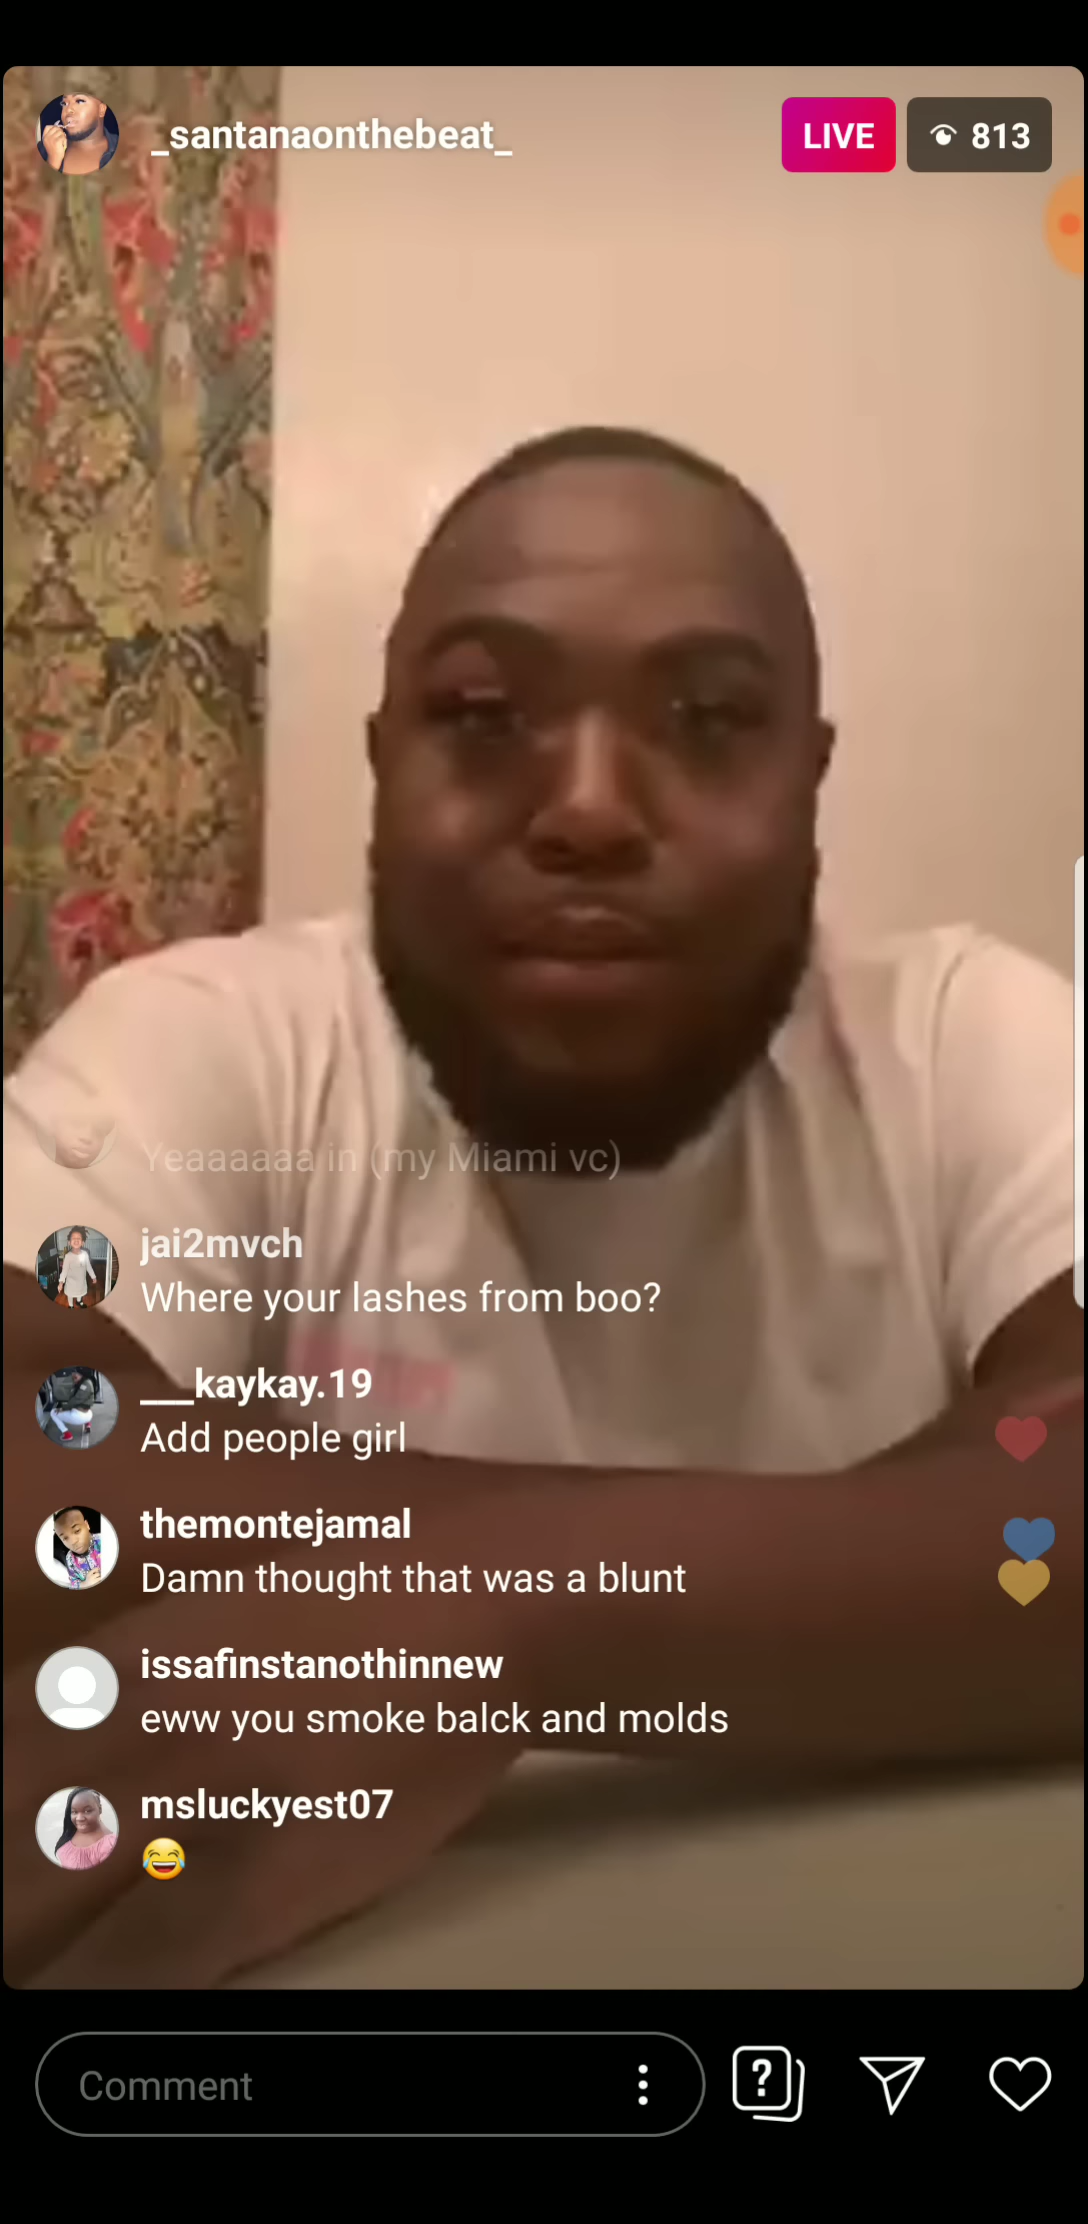 _santanaonthebeat_
LIVE
813
Yeaaaaaa in (my Miami vc)
jai2mvch
Where your lashes from boo?
___kaykay.19
Add people girl
themontejamal
Damn thought that was a blunt
issafinstanothinnew
eww you smoke balck and molds
msluckyest07
😂
Comment
?